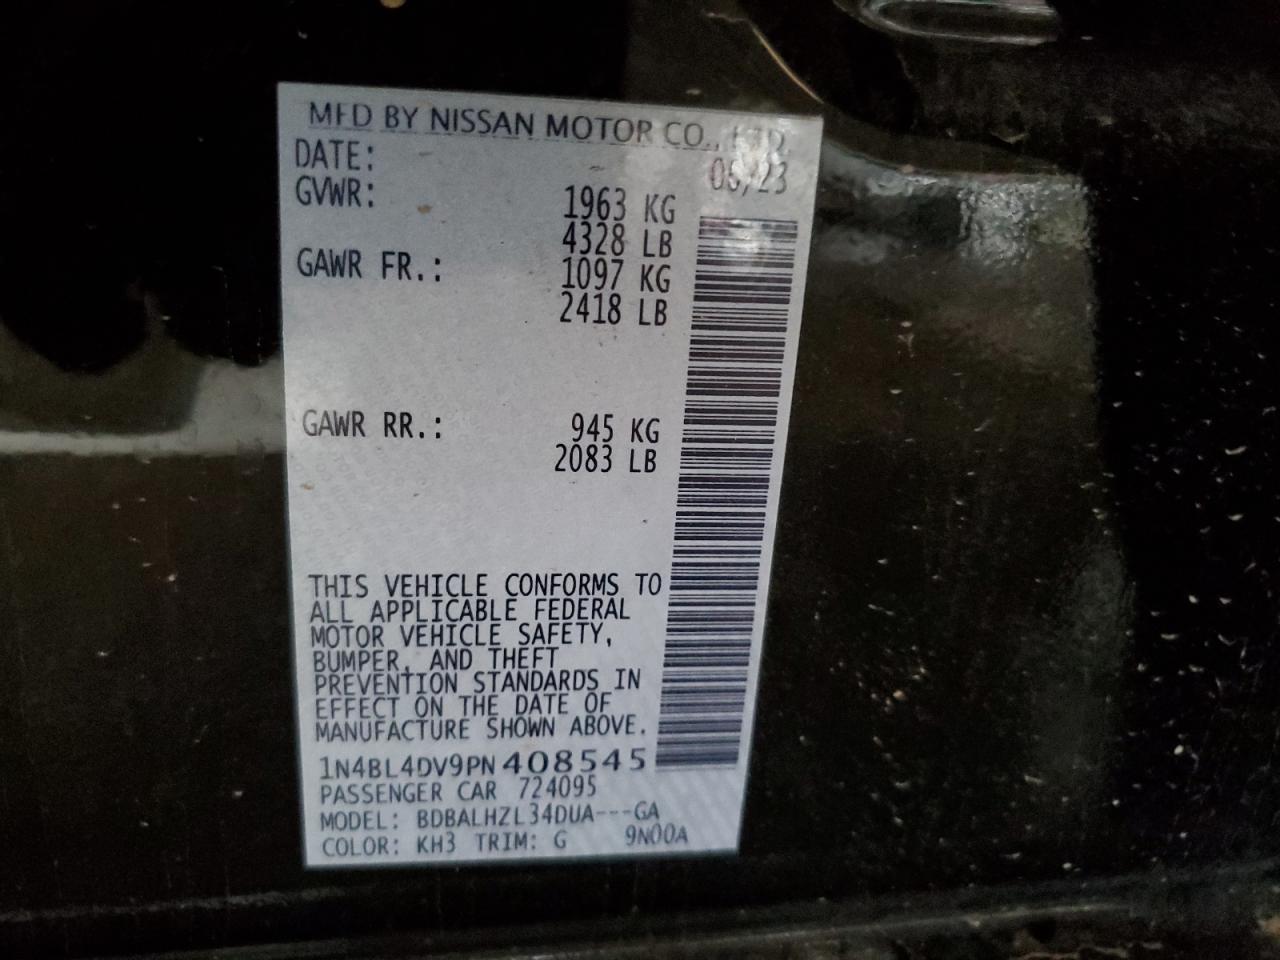 MFD BY NISSAN MOTOR CO., LTD.
DATE:
GVWR: 1963 KG
4328 LB
GAWR FR.: 1097 KG
2418 LB
GAWR RR.: 945 KG
2083 LB
THIS VEHICLE CONFORMS TO
ALL APPLICABLE FEDERAL
MOTOR VEHICLE SAFETY,
BUMPER, AND THEFT
PREVENTION STANDARDS IN
EFFECT ON THE DATE OF
MANUFACTURE SHOWN ABOVE.
1N4BL4DV9PN408545
PASSENGER CAR 724095
MODEL: BDBALHZL34DUA---GA
COLOR: KH3 TRIM: G 9N00A